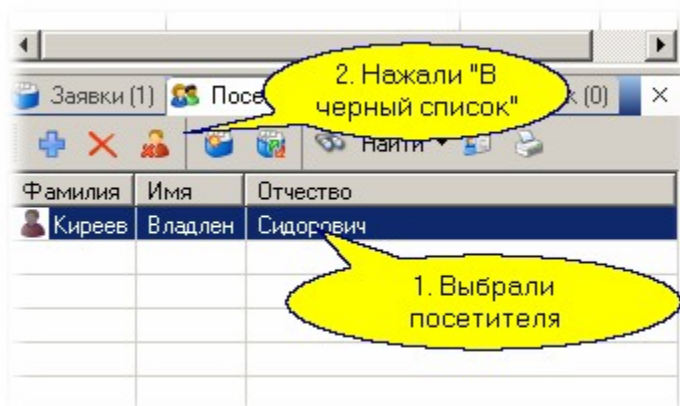 2. Нажали "В
черный список"
Заявки (1) Посе к (0)
Найти
Фамилия Имя Отчество
Киреев Владлен Сидорович
1. Выбрали
посетителя